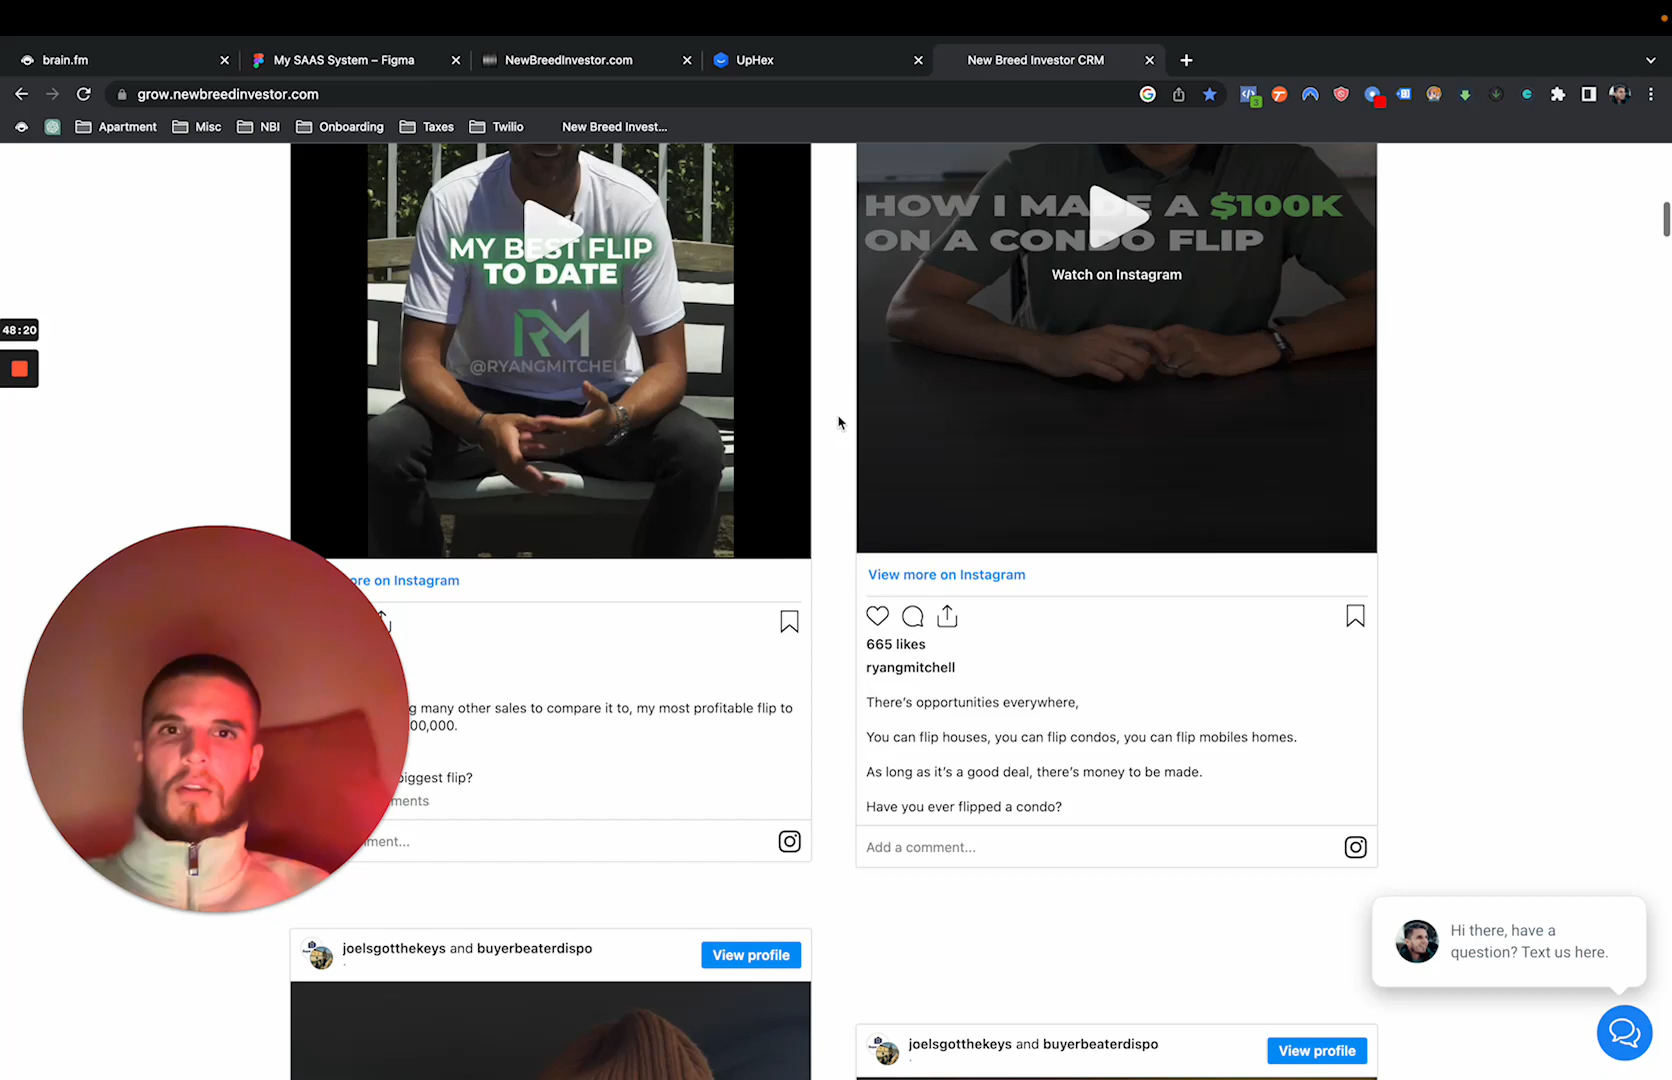 brain.fm
My SAAS System – Figma
NewBreedInvestor.com
UpHex
New Breed Investor CRM
grow.newbreedinvestor.com
3
Apartment
Misc
NBI
Onboarding
Taxes
Twilio
New Breed Invest...
48:20
MY BEST FLIP
TO DATE
RM
@RYANGMITCHELL
HOW I MADE A $100K
ON A CONDO FLIP
Watch on Instagram
ore on Instagram
g many other sales to compare it to, my most profitable flip to
00,000.
biggest flip?
ments
ment...
View more on Instagram
665 likes
ryangmitchell
There's opportunities everywhere,
You can flip houses, you can flip condos, you can flip mobiles homes.
As long as it's a good deal, there's money to be made.
Have you ever flipped a condo?
Add a comment...
joelsgotthekeys and buyerbeaterdispo
View profile
joelsgotthekeys and buyerbeaterdispo
View profile
Hi there, have a
question? Text us here.